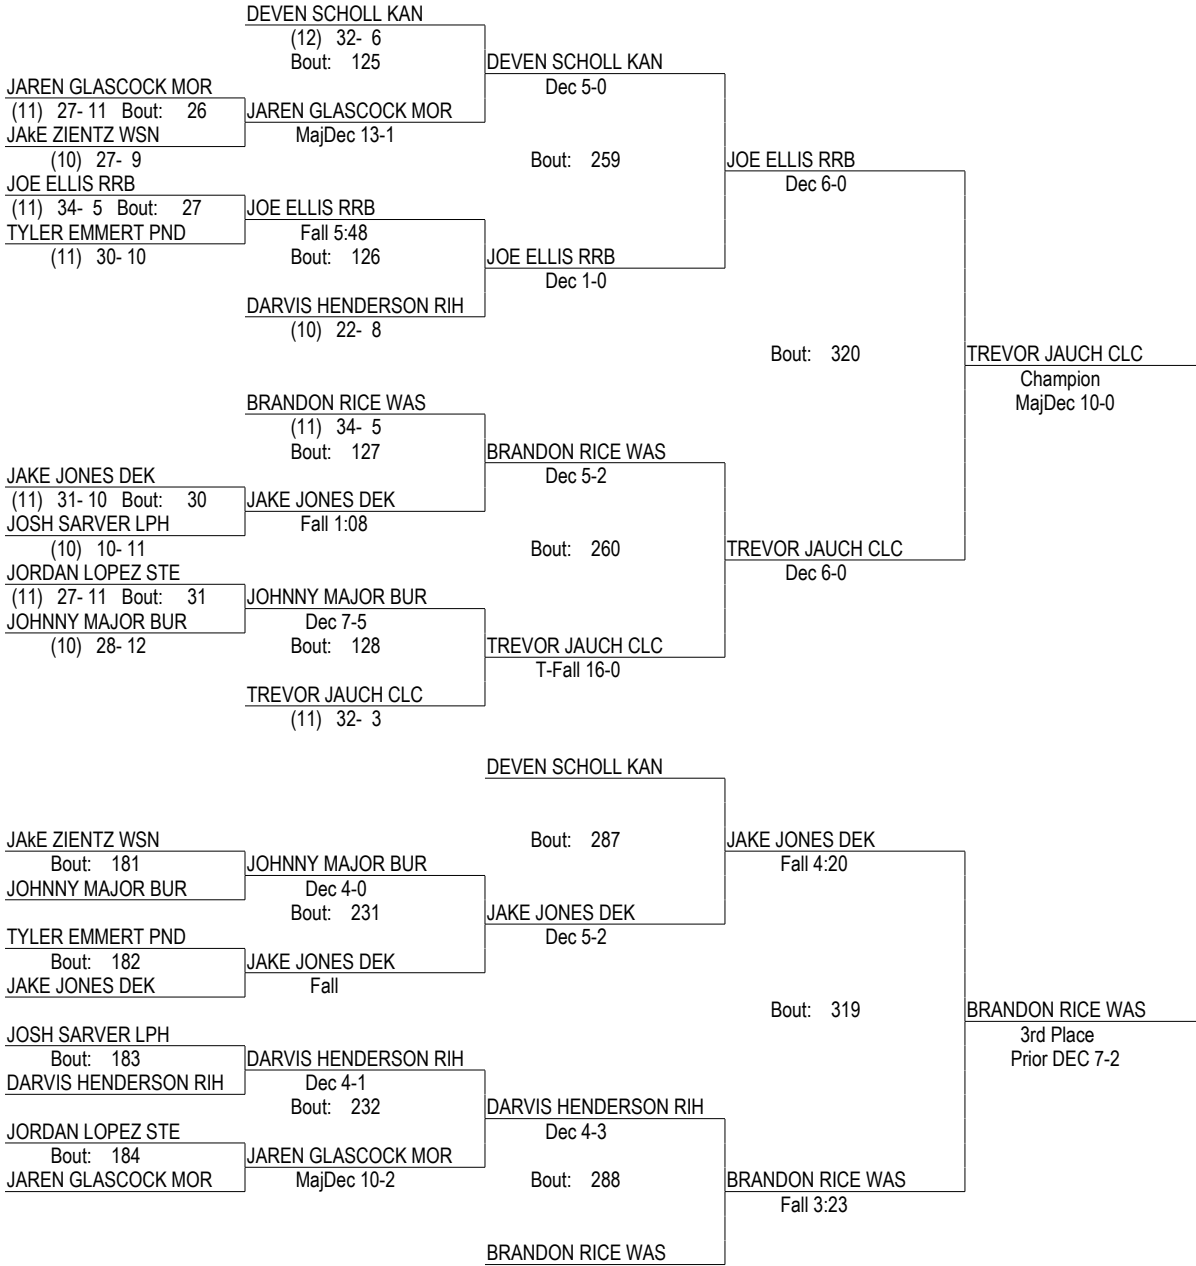 DEVEN SCHOLL KAN
(12) 32- 6
Bout: 125
DEVEN SCHOLL KAN
Dec 5-0
JAREN GLASCOCK MOR
(11) 27- 11 Bout: 26
JAREN GLASCOCK MOR
JAkE ZIENTZ WSN
MajDec 13-1
(10) 27- 9
Bout: 259
JOE ELLIS RRB
Dec 6-0
JOE ELLIS RRB
(11) 34- 5 Bout: 27
JOE ELLIS RRB
TYLER EMMERT PND
Fall 5:48
(11) 30- 10
Bout: 126
JOE ELLIS RRB
Dec 1-0
DARVIS HENDERSON RIH
(10) 22- 8
Bout: 320
TREVOR JAUCH CLC
Champion
MajDec 10-0
BRANDON RICE WAS
(11) 34- 5
Bout: 127
BRANDON RICE WAS
Dec 5-2
JAKE JONES DEK
(11) 31- 10 Bout: 30
JAKE JONES DEK
JOSH SARVER LPH
Fall 1:08
(10) 10- 11
Bout: 260
TREVOR JAUCH CLC
Dec 6-0
JORDAN LOPEZ STE
(11) 27- 11 Bout: 31
JOHNNY MAJOR BUR
JOHNNY MAJOR BUR
Dec 7-5
(10) 28- 12
Bout: 128
TREVOR JAUCH CLC
T-Fall 16-0
TREVOR JAUCH CLC
(11) 32- 3
DEVEN SCHOLL KAN
JAkE ZIENTZ WSN
Bout: 287
JAKE JONES DEK
Bout: 181
JOHNNY MAJOR BUR
Fall 4:20
JOHNNY MAJOR BUR
Dec 4-0
Bout: 231
JAKE JONES DEK
Dec 5-2
TYLER EMMERT PND
Bout: 182
JAKE JONES DEK
JAKE JONES DEK
Fall
Bout: 319
BRANDON RICE WAS
3rd Place
Prior DEC 7-2
JOSH SARVER LPH
Bout: 183
DARVIS HENDERSON RIH
DARVIS HENDERSON RIH
Dec 4-1
Bout: 232
DARVIS HENDERSON RIH
Dec 4-3
JORDAN LOPEZ STE
Bout: 184
JAREN GLASCOCK MOR
JAREN GLASCOCK MOR
MajDec 10-2
Bout: 288
BRANDON RICE WAS
Fall 3:23
BRANDON RICE WAS